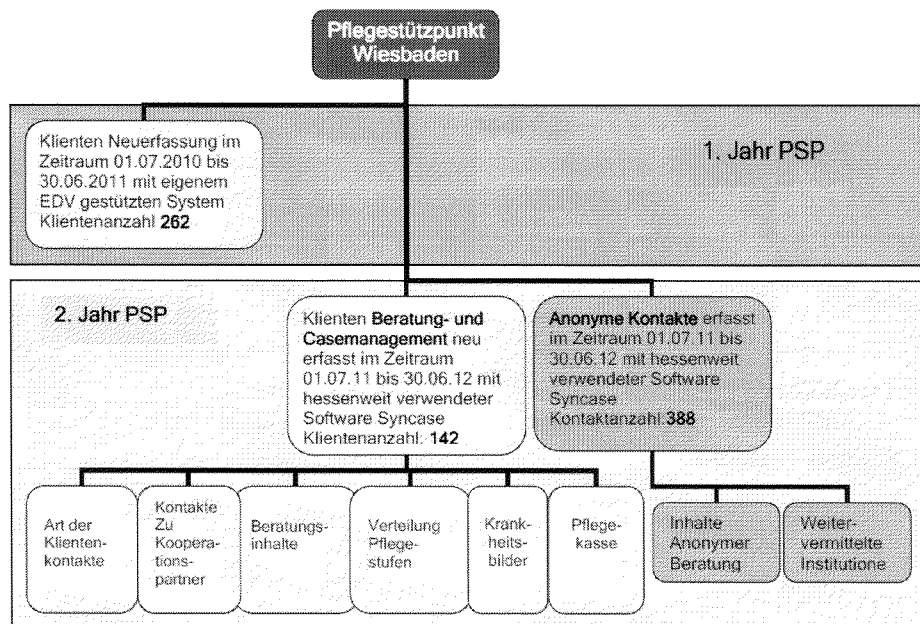 Pflegestützpunkt
Wiesbaden
1. Jahr PSP
Klienten Neuerfassung im
Zeitraum 01.07.2010 bis
30.06.2011 mit eigenem
EDV gestützten System
Klientenanzahl 262
2. Jahr PSP
Klienten Beratung- und
Casemanagement neu
erfasst im Zeitraum
01.07.11 bis 30.06.12 mit
hessenweit verwendeter
Software Syncase
Klientenanzahl: 142
Anonyme Kontakte erfasst
im Zeitraum 01.07.11 bis
30.06.12 mit hessenweit
verwendeter Software
Syncase
Kontaktanzahl:388
Art der
Klienten-
kontakte
Kontakte
Zu
Koopera-
tions-
partner
Beratungs-
inhalte
Verteilung
Pflege-
stufen
Krank-
heits-
bilder
Pflege-
kasse
Inhalte
Anonymer
Beratung
Weiter-
vermittelte
Institutione